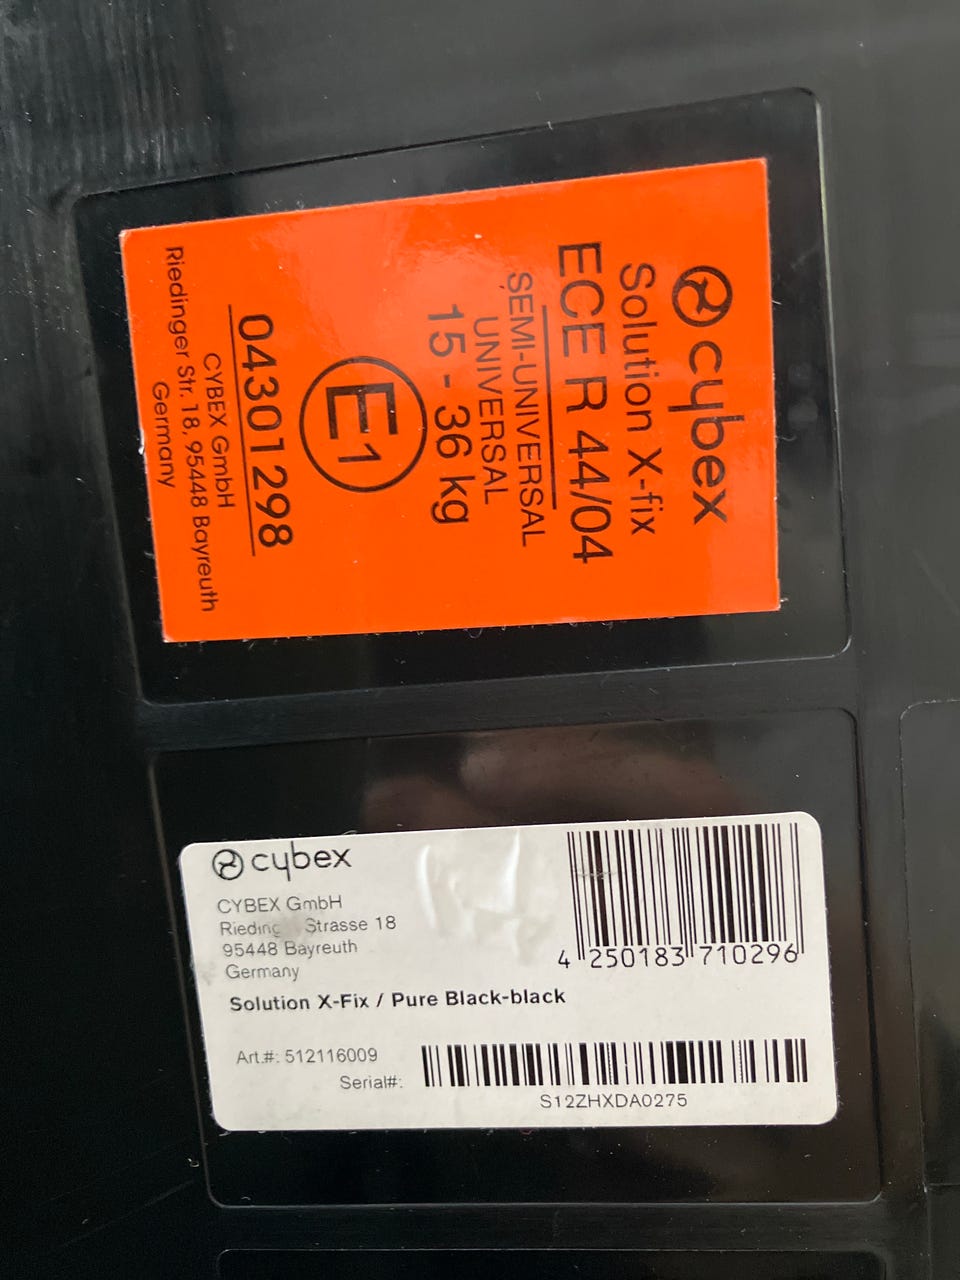 cybex
Solution X-fix
ECE R 44/04
SEMI-UNIVERSAL
UNIVERSAL
15 - 36 kg
E1
04301298
CYBEX GmbH
Riedinger Str. 18, 95448 Bayreuth
Germany
cybex
CYBEX GmbH
Strasse 18
95448 Bayreuth
Germany
4 250183 710296
Solution X-Fix / Pure Black-black
Art.#: 512116009
Serial#:
S12ZHXDA0275